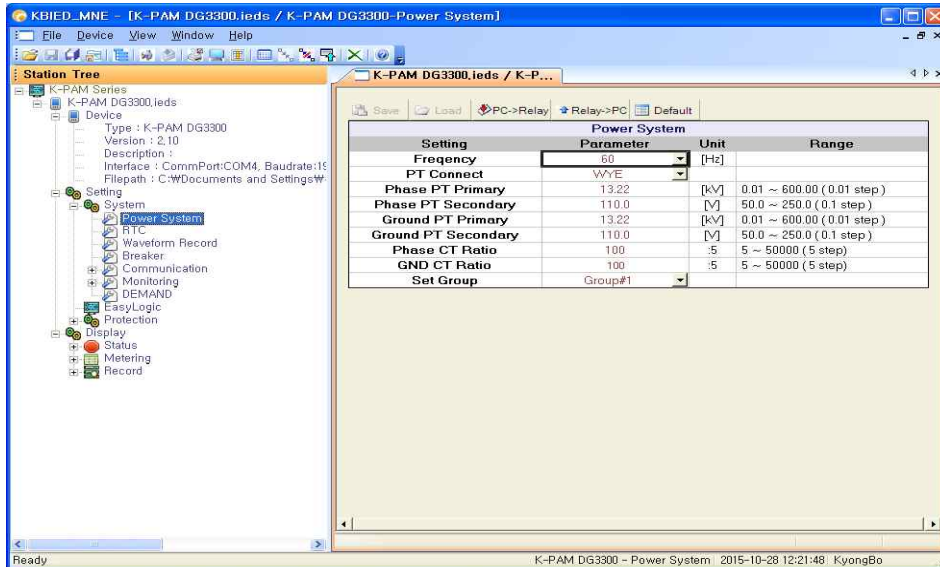 KBIED_MNE - [K-PAM DG3300.ieds / K-PAM DG3300-Power System]
File Device View Window Help
Station Tree
K-PAM Series
K-PAM DG3300.ieds
Device
Type : K-PAM DG3300
Version : 2.10
Description :
Interface : CommPort:COM4, Baudrate:19
Filepath : C:₩Documents and Settings₩
Setting
System
Power System
RTC
Waveform Record
Breaker
Communication
Monitoring
DEMAND
EasyLogic
Protection
Display
Status
Metering
Record
K-PAM DG3300.ieds / K-P...
Save Load PC->Relay Relay->PC Default
Power System
Setting Parameter Unit Range
Freqency 60 [Hz]
PT Connect WYE
Phase PT Primary 13.22 [kV] 0.01 ~ 600.00 ( 0.01 step )
Phase PT Secondary 110.0 [V] 50.0 ~ 250.0 ( 0.1 step )
Ground PT Primary 13.22 [kV] 0.01 ~ 600.00 ( 0.01 step )
Ground PT Secondary 110.0 [V] 50.0 ~ 250.0 ( 0.1 step )
Phase CT Ratio 100 :5 5 ~ 50000 ( 5 step)
GND CT Ratio 100 :5 5 ~ 50000 ( 5 step)
Set Group Group#1
Ready K-PAM DG3300 - Power System 2015-10-28 12:21:48 KyongBo